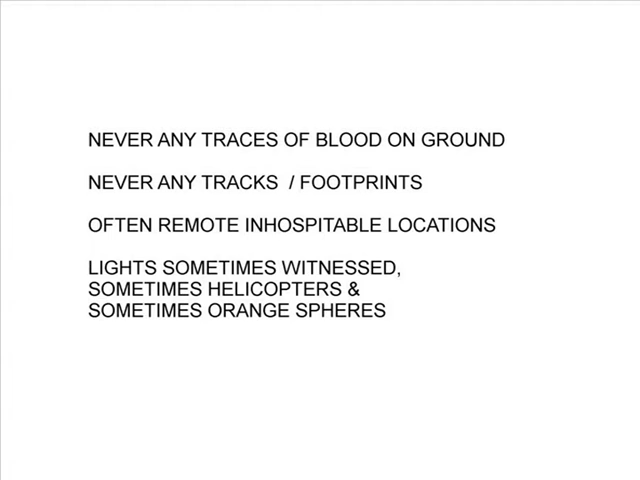 NEVER ANY TRACES OF BLOOD ON GROUND
NEVER ANY TRACKS / FOOTPRINTS
OFTEN REMOTE INHOSPITABLE LOCATIONS
LIGHTS SOMETIMES WITNESSED,
SOMETIMES HELICOPTERS &
SOMETIMES ORANGE SPHERES